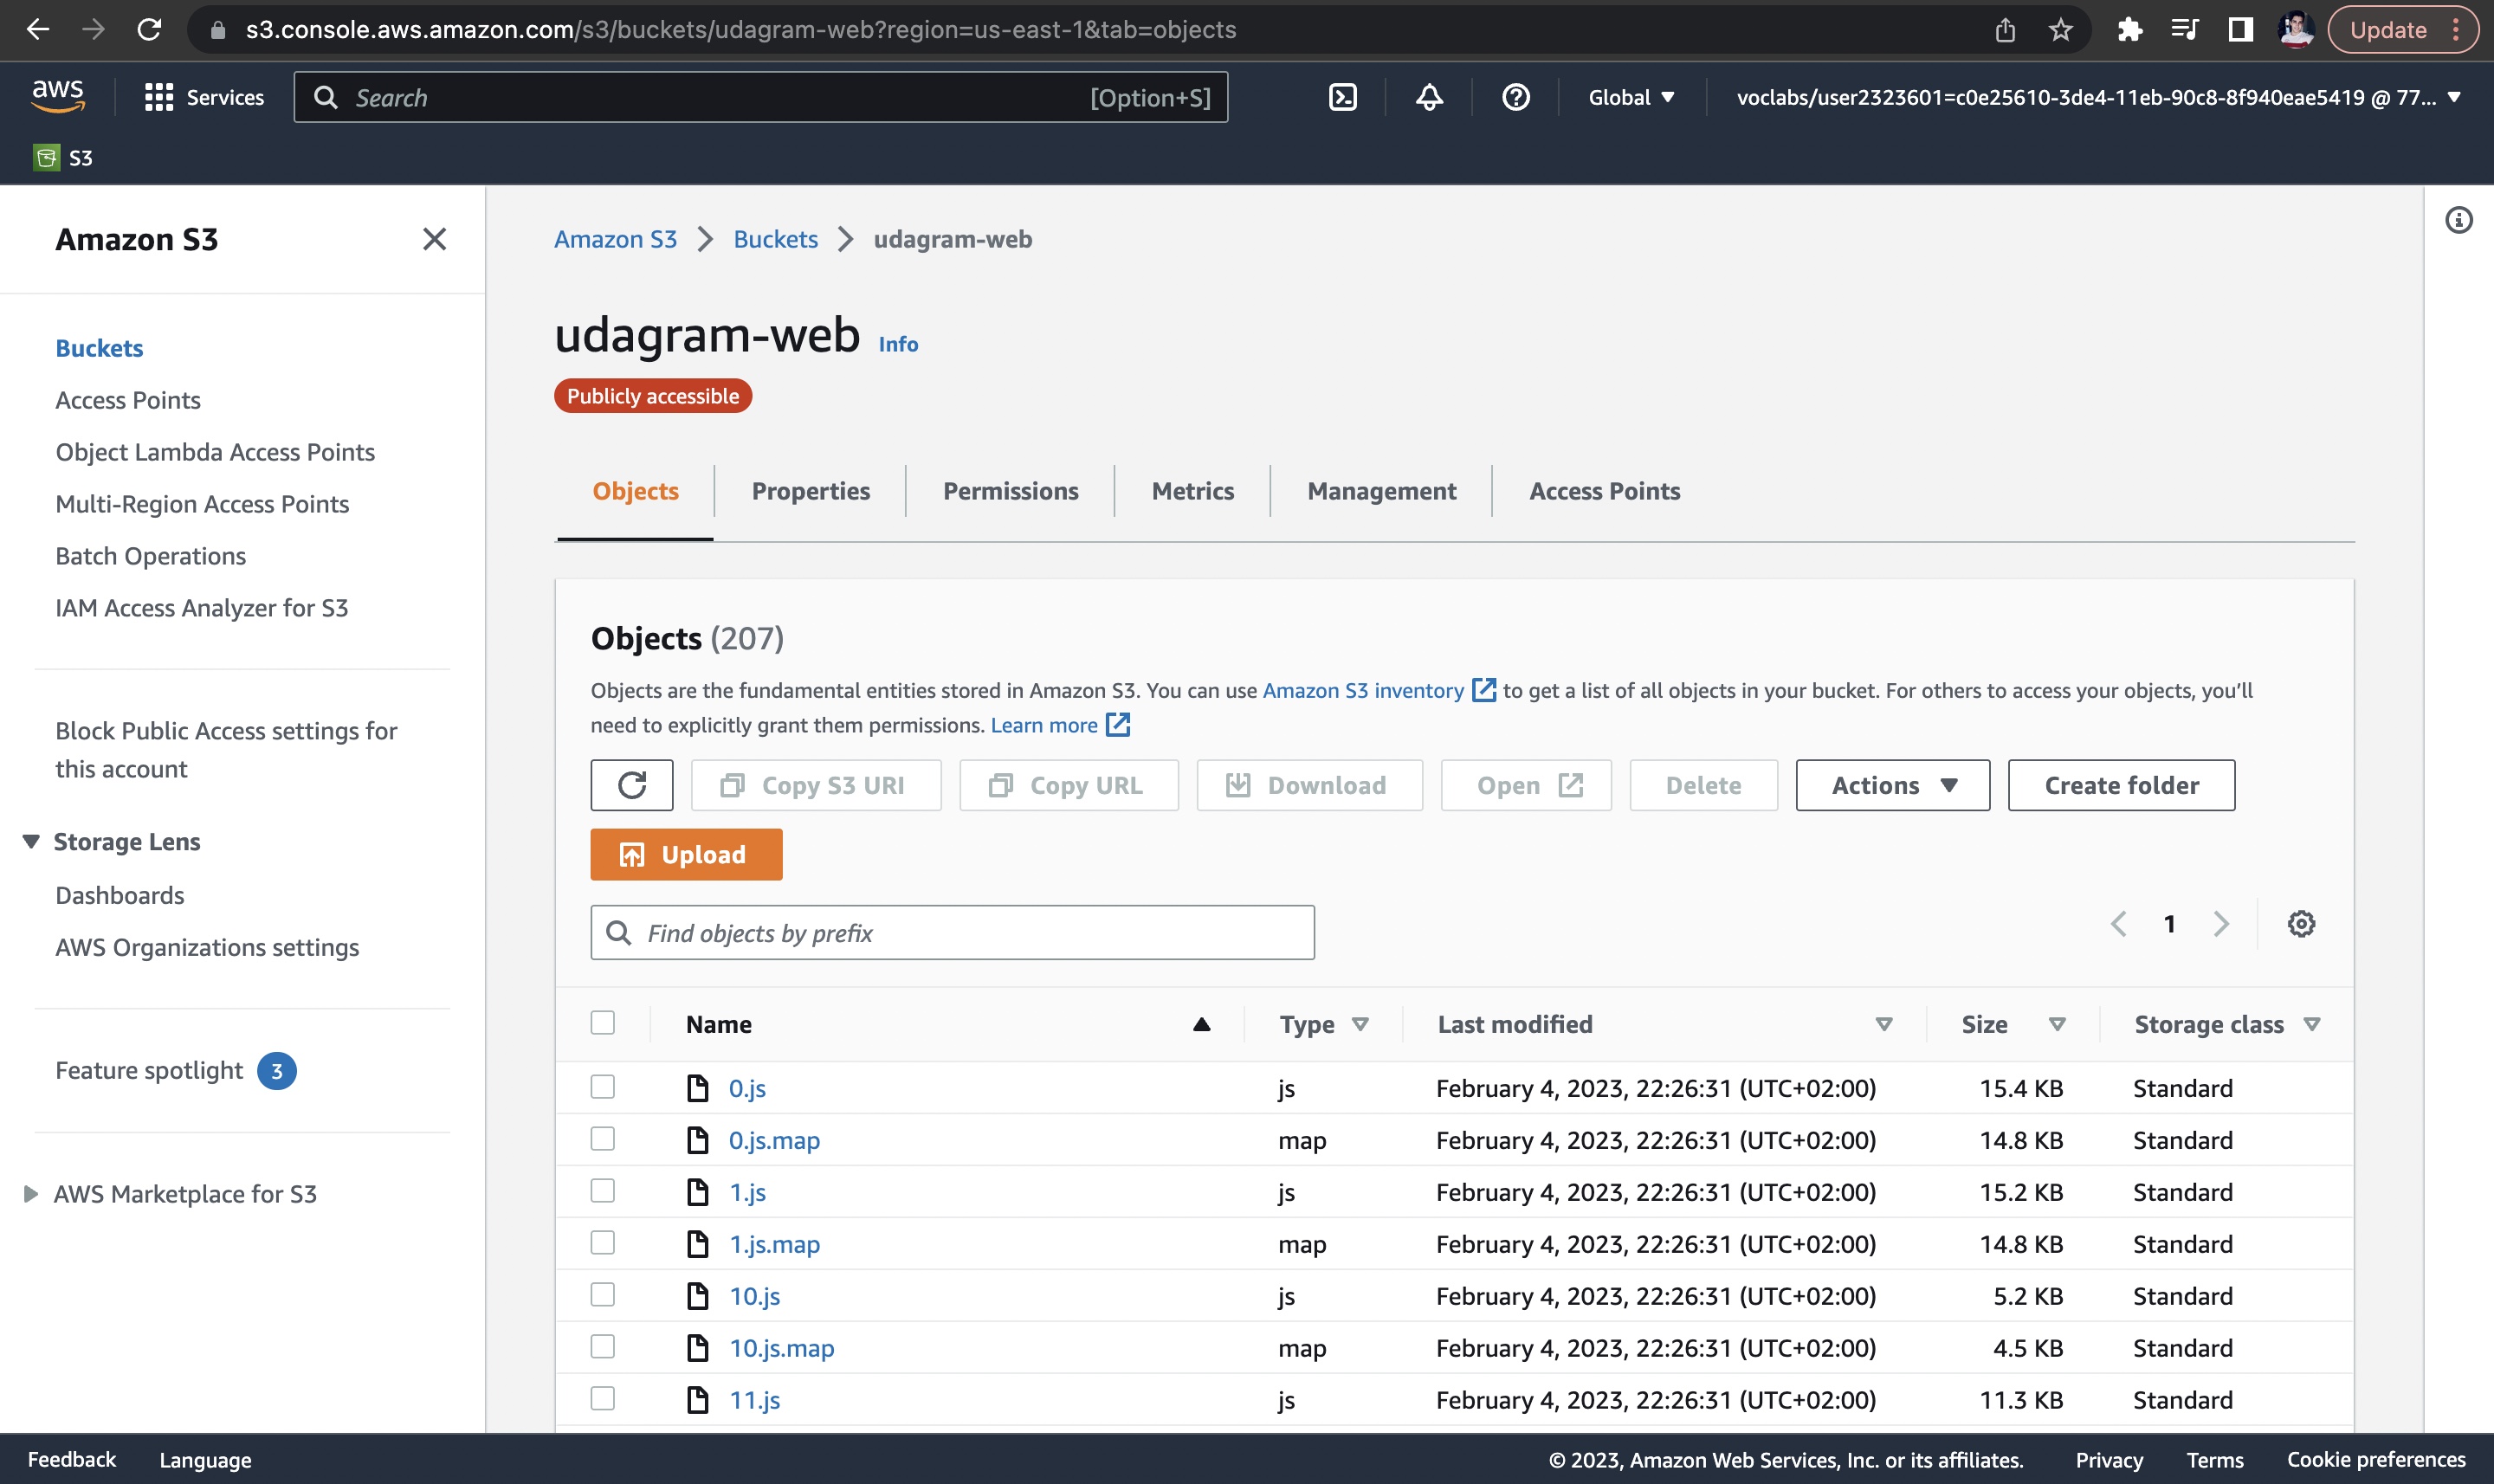 s3.console.aws.amazon.com/s3/buckets/udagram-web?region=us-east-1&tab=objects
Update
aws
Services
Search
[Option+S]
Global
voclabs/user2323601=c0e25610-3de4-11eb-90c8-8f940eae5419 @ 77...
S3
Amazon S3
Buckets
Access Points
Object Lambda Access Points
Multi-Region Access Points
Batch Operations
IAM Access Analyzer for S3
Block Public Access settings for
this account
Storage Lens
Dashboards
AWS Organizations settings
Feature spotlight 3
AWS Marketplace for S3
Amazon S3 Buckets udagram-web
udagram-web Info
Publicly accessible
Objects Properties Permissions Metrics Management Access Points
Objects (207)
Objects are the fundamental entities stored in Amazon S3. You can use Amazon S3 inventory to get a list of all objects in your bucket. For others to access your objects, you'll
need to explicitly grant them permissions. Learn more
Copy S3 URI Copy URL Download Open Delete Actions Create folder
Upload
Find objects by prefix
1
Name Type Last modified Size Storage class
0.js js February 4, 2023, 22:26:31 (UTC+02:00) 15.4 KB Standard
0.js.map map February 4, 2023, 22:26:31 (UTC+02:00) 14.8 KB Standard
1.js js February 4, 2023, 22:26:31 (UTC+02:00) 15.2 KB Standard
1.js.map map February 4, 2023, 22:26:31 (UTC+02:00) 14.8 KB Standard
10.js js February 4, 2023, 22:26:31 (UTC+02:00) 5.2 KB Standard
10.js.map map February 4, 2023, 22:26:31 (UTC+02:00) 4.5 KB Standard
11.js js February 4, 2023, 22:26:31 (UTC+02:00) 11.3 KB Standard
Feedback Language © 2023, Amazon Web Services, Inc. or its affiliates. Privacy Terms Cookie preferences